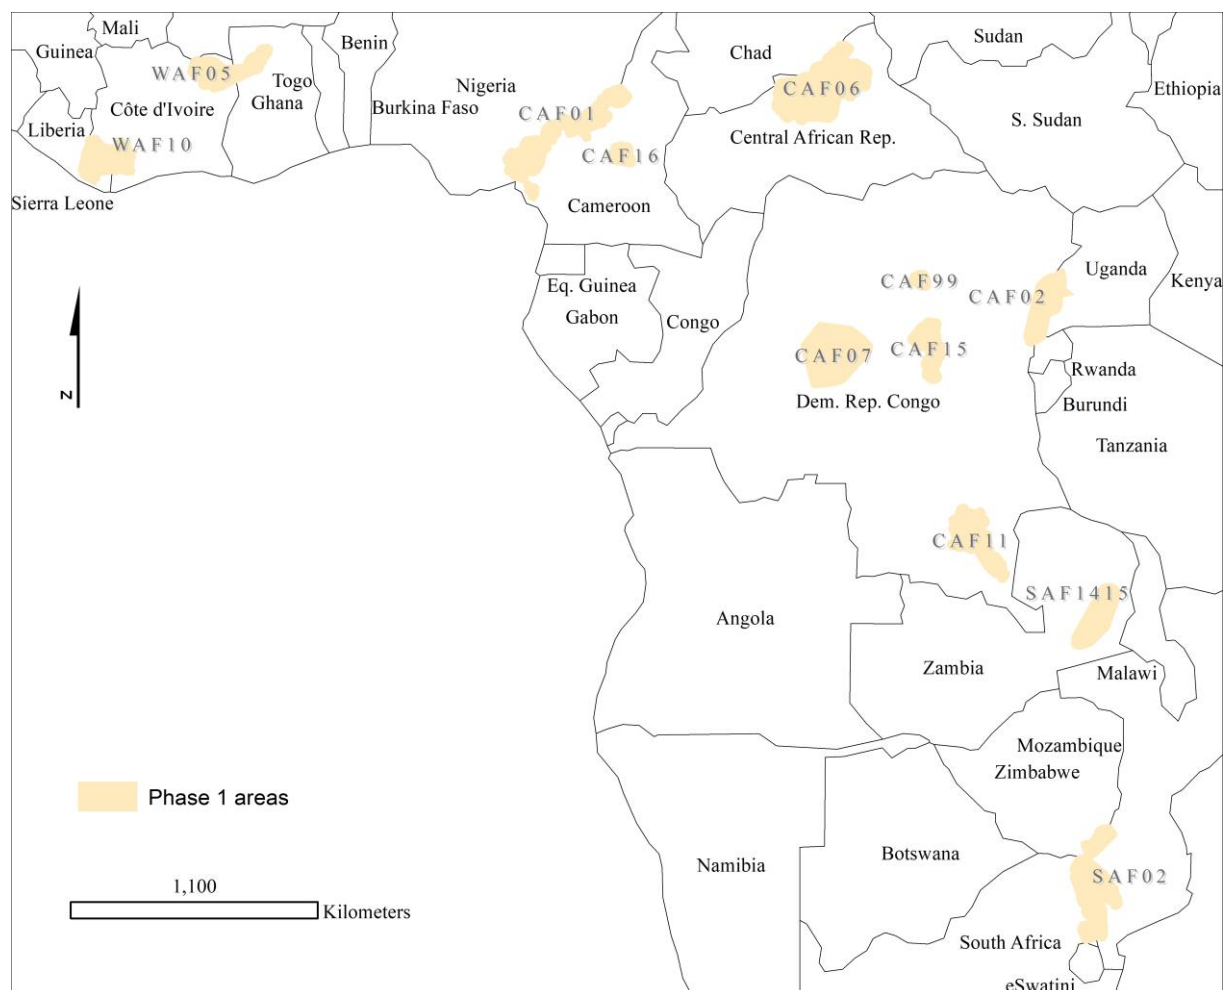 Mali
Guinea
Benin
Nigeria
Chad
Sudan
Ethiopia
WAF05
Togo
Ghana
Burkina Faso
CAF01
CAF06
Côte d'Ivoire
S. Sudan
Liberia
WAF10
CAF16
Central African Rep.
Sierra Leone
Cameroon
Eq. Guinea
Gabon
Congo
CAF99
CAF02
Uganda
Kenya
CAF07
CAF15
Rwanda
Dem. Rep. Congo
Burundi
Tanzania
N
CAF11
SAF1415
Angola
Zambia
Malawi
Mozambique
Zimbabwe
Phase 1 areas
Namibia
Botswana
SAF02
1,100
Kilometers
South Africa
eSwatini